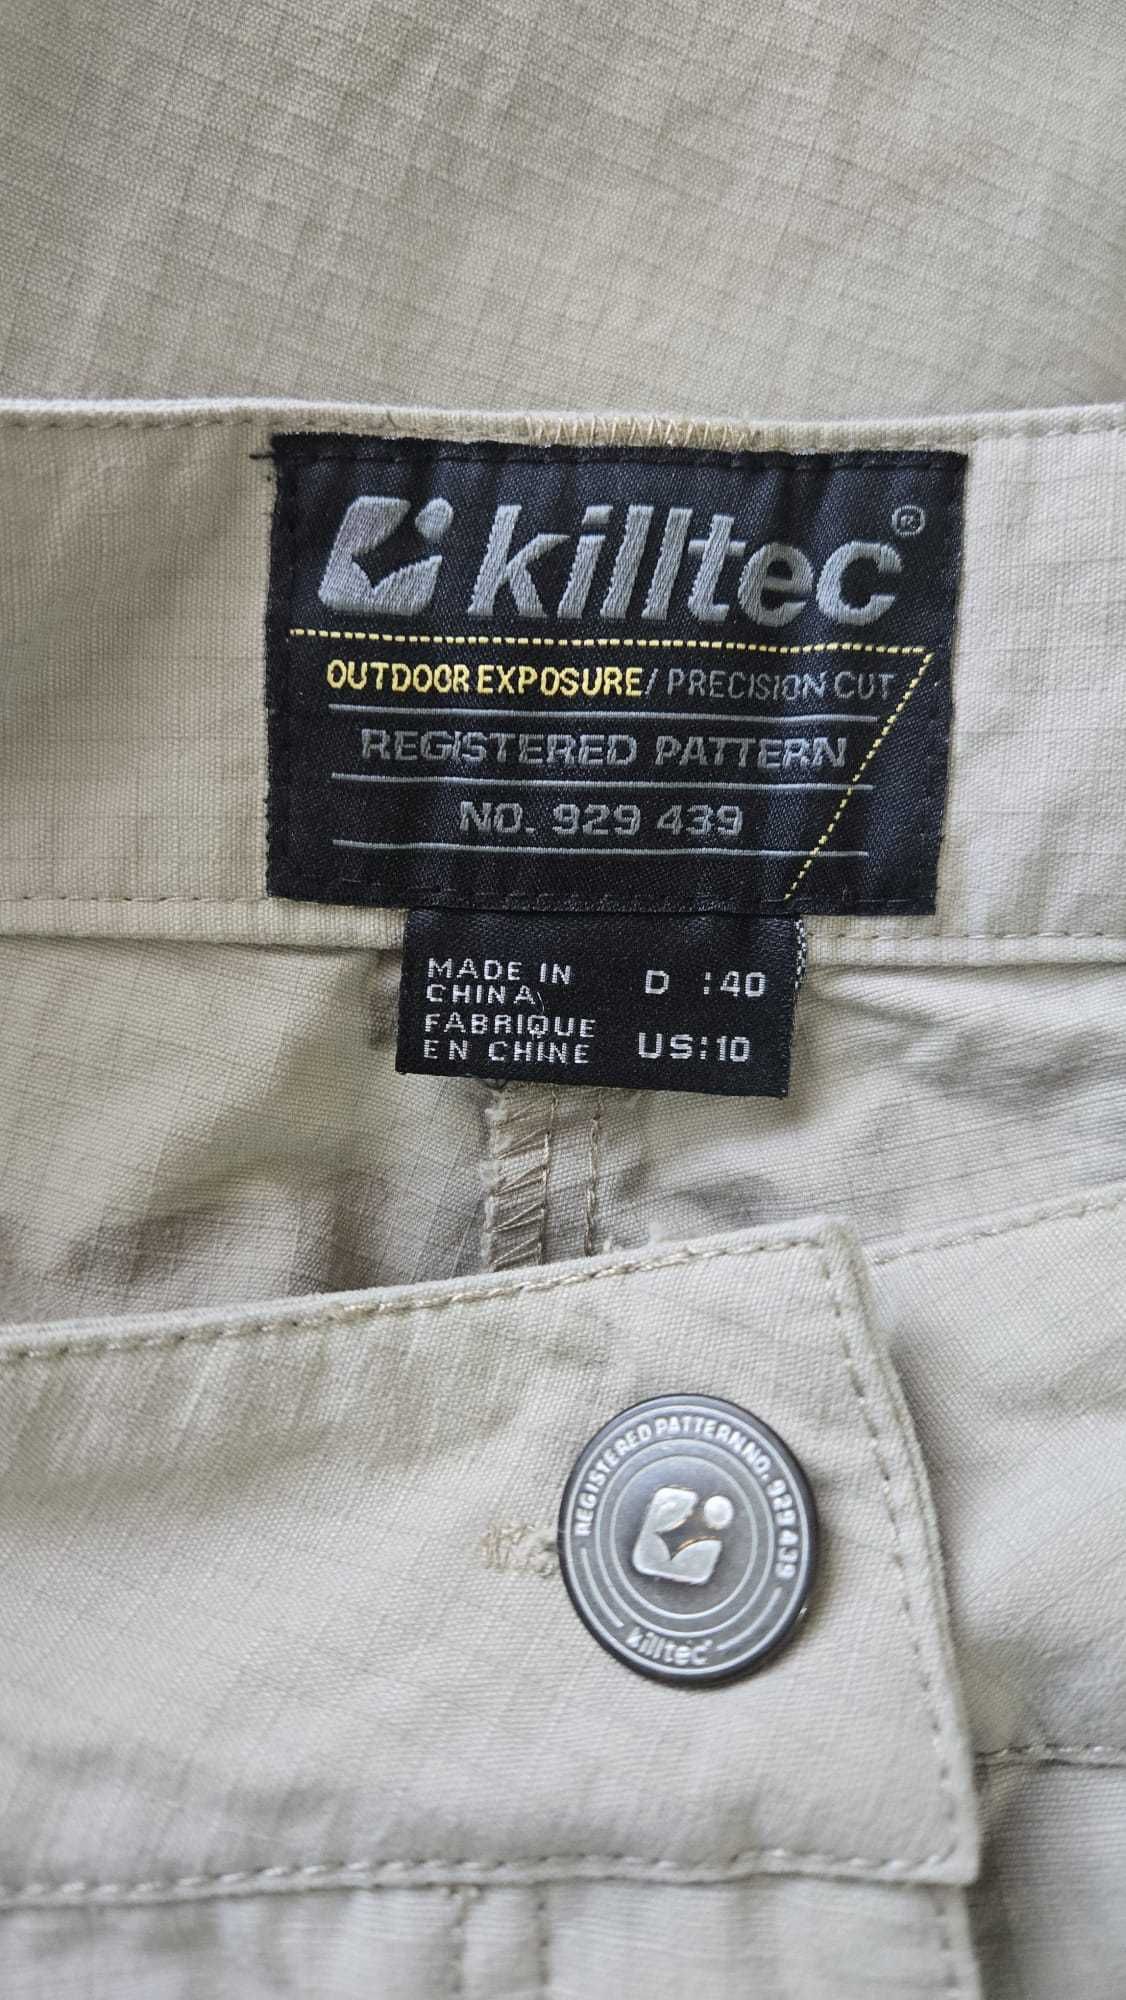 killtec®
OUTDOOR EXPOSURE / PRECISION CUT
REGISTERED PATTERN
NO. 929 439
MADE IN
CHINA
FABRIQUE
EN CHINE
D :40
US:10
REGISTERED PATTERN NO. 929 439
killtec